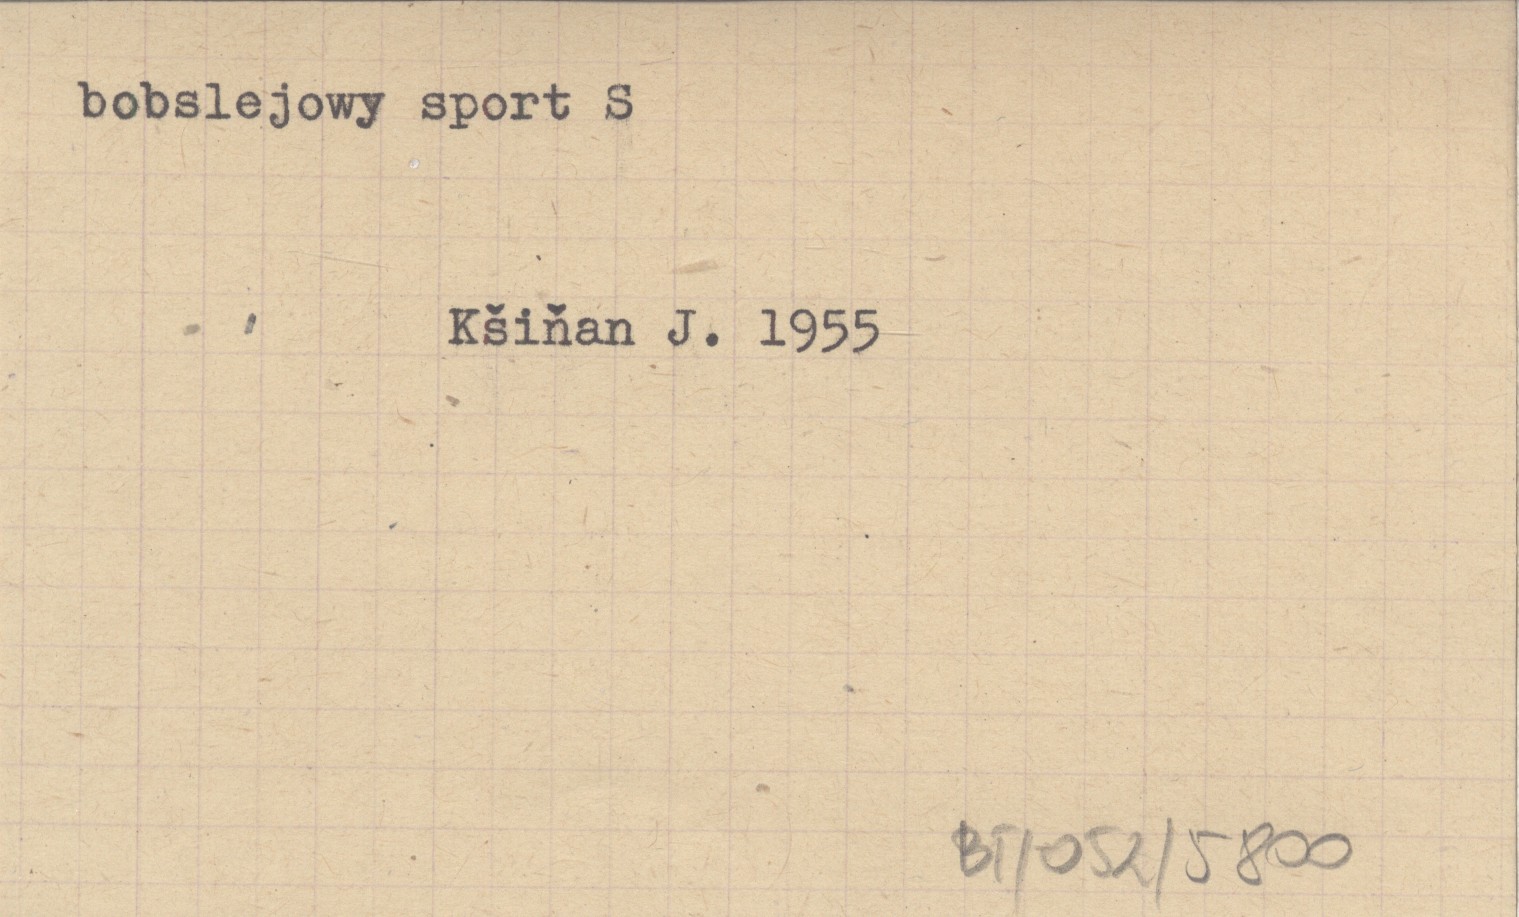 bobslejowy sport S
Kšiňan J. 1955
BT/052/5800